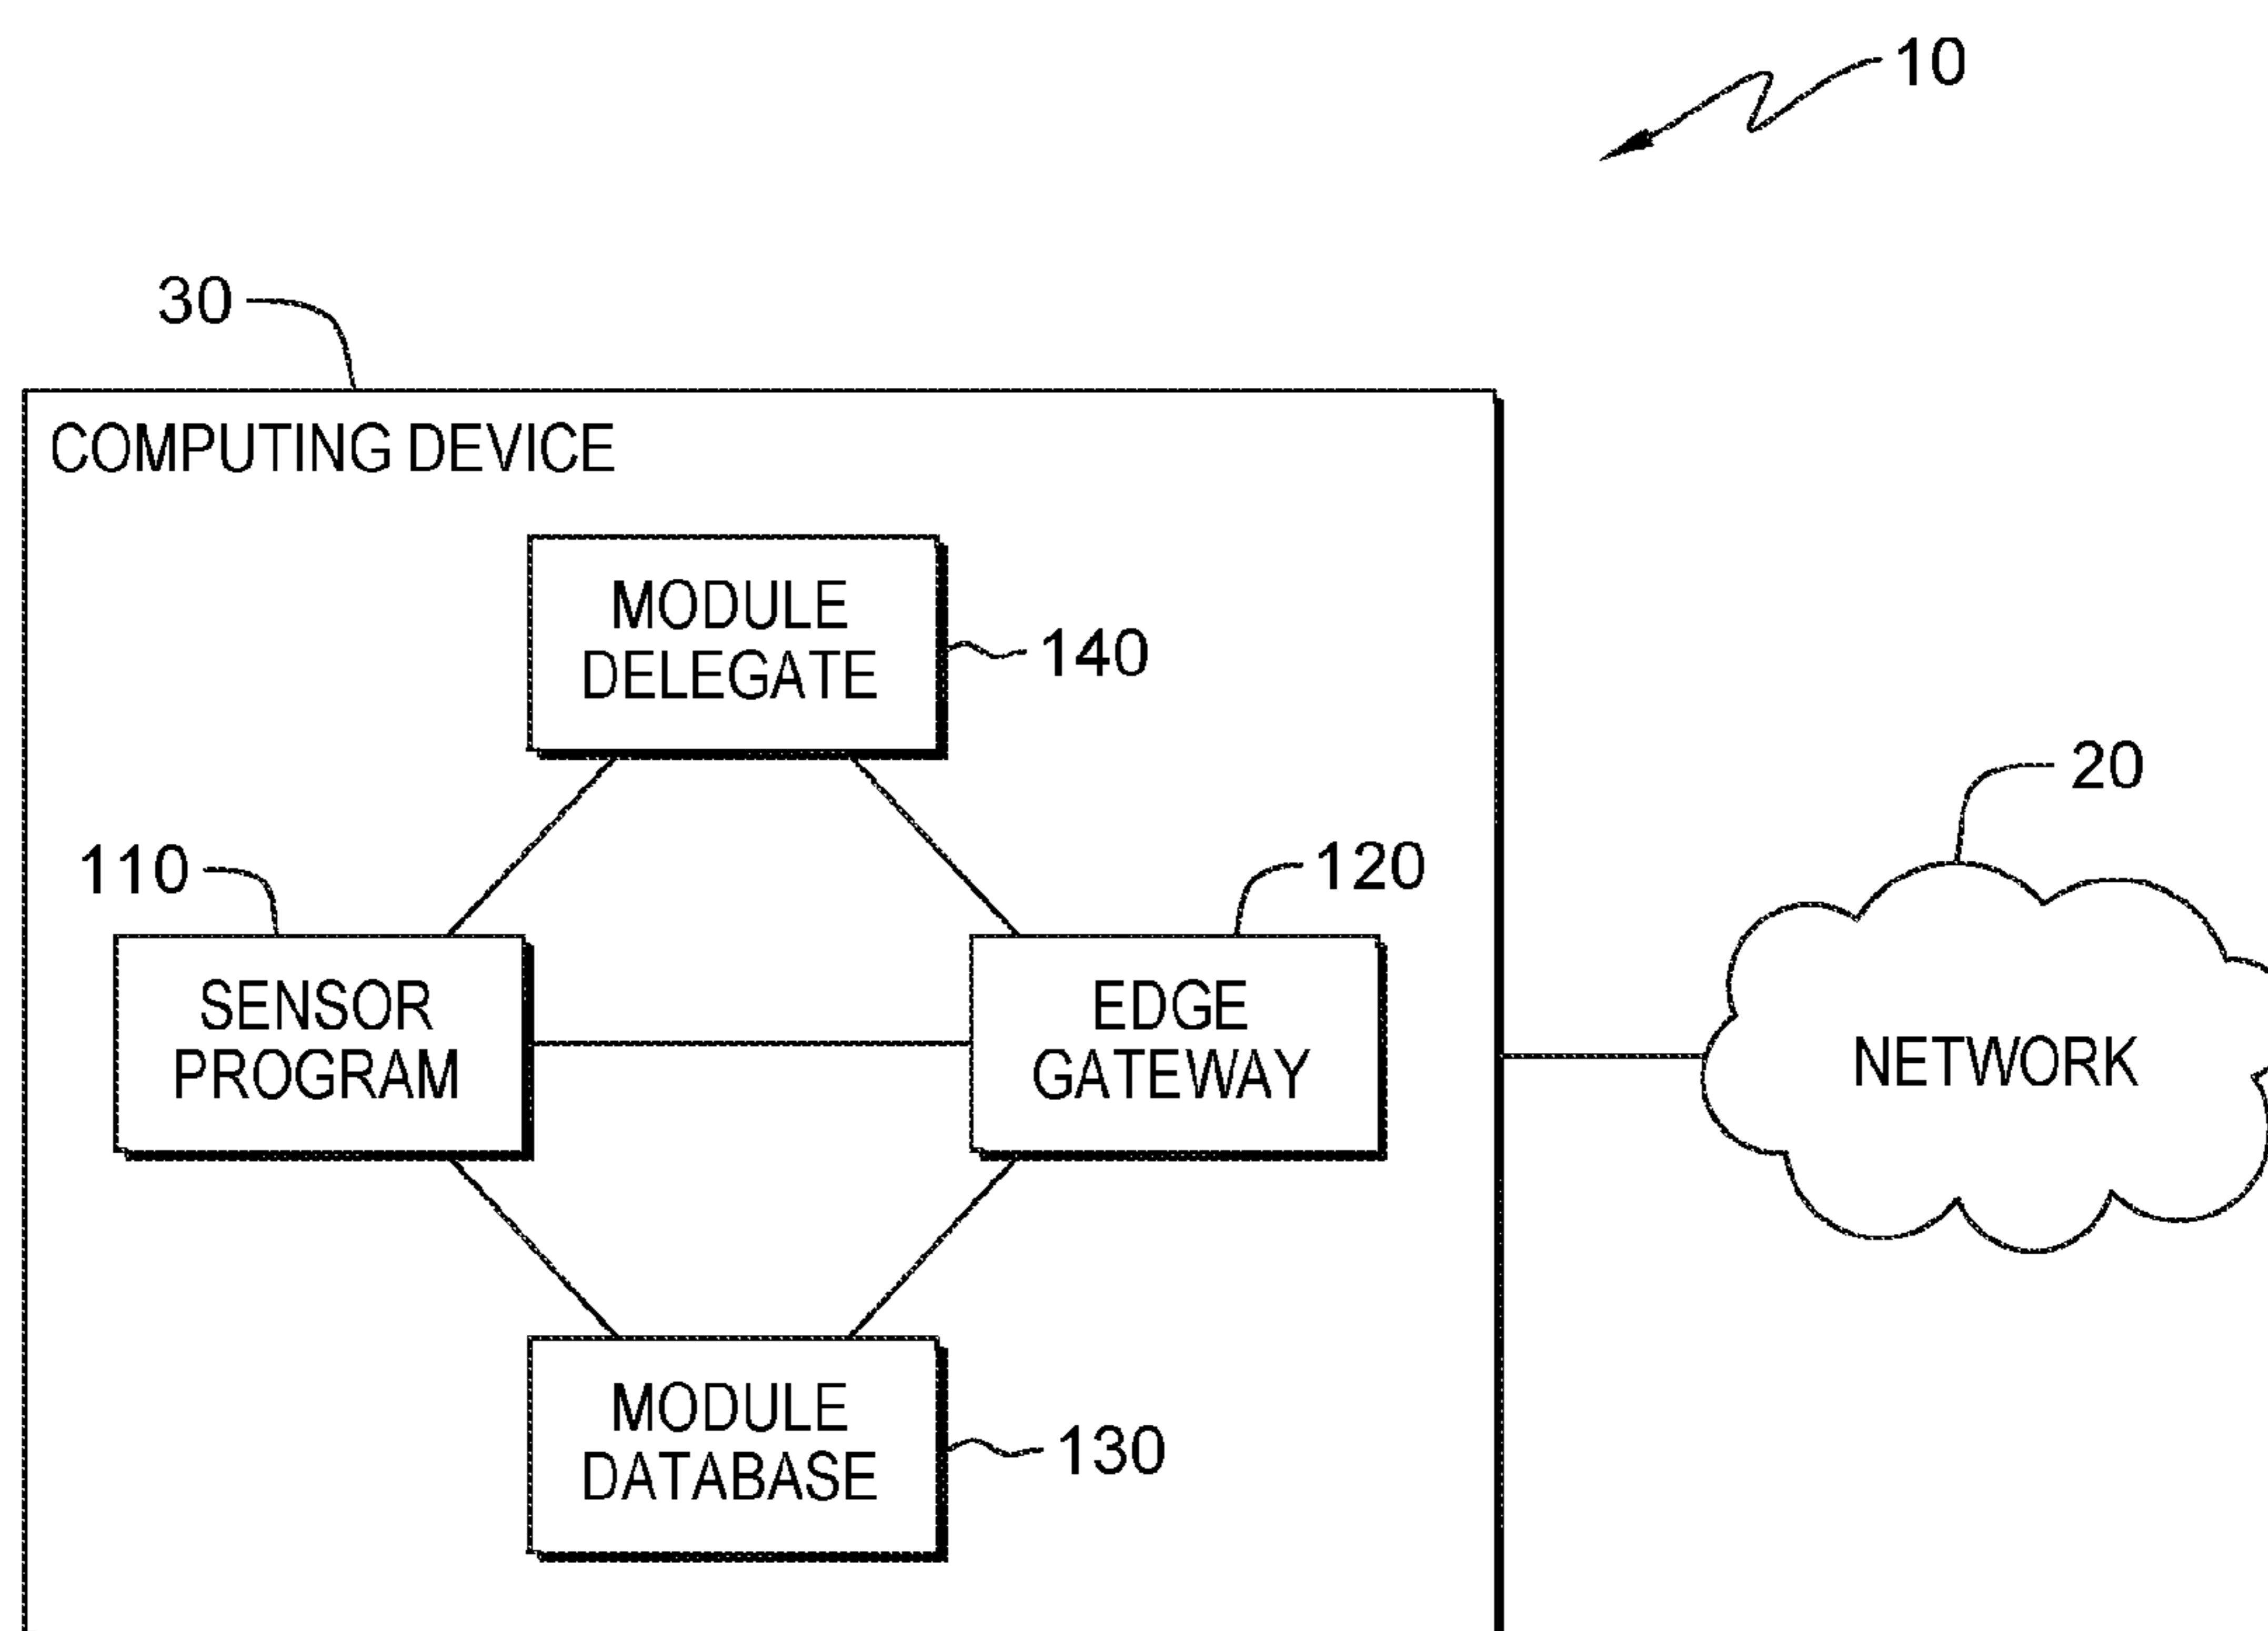 10
30
COMPUTING DEVICE
MODULE
DELEGATE
140
20
110
120
SENSOR
PROGRAM
EDGE
GATEWAY
NETWORK
MODULE
DATABASE
130